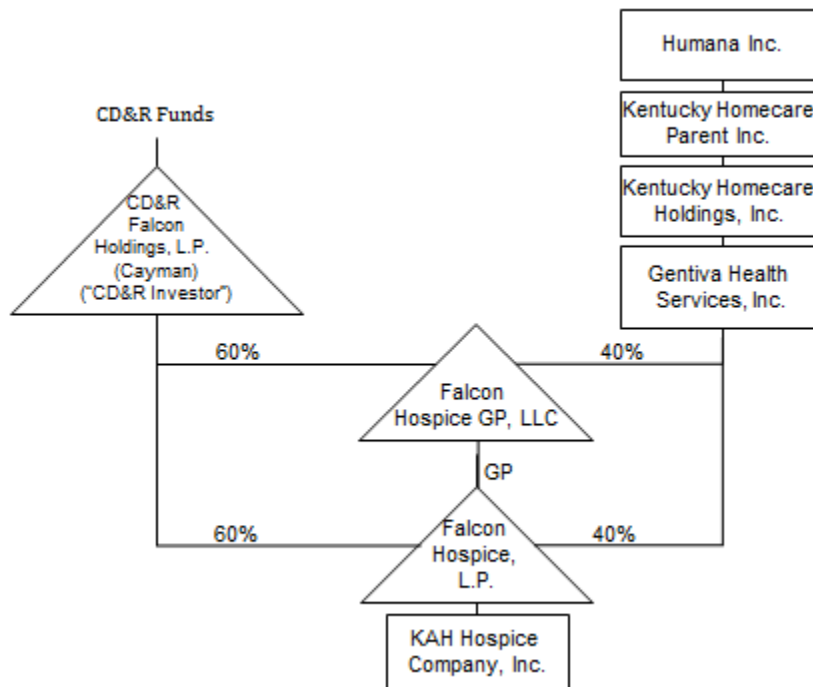 Humana Inc.
CD&R Funds
Kentucky Homecare
Parent Inc.
Kentucky Homecare
Holdings, Inc.
CD&R
Falcon
Holdings, L.P.
(Cayman)
("CD&R Investor")
Gentiva Health
Services, Inc.
60%
40%
Falcon
Hospice GP, LLC
GP
60%
40%
Falcon
Hospice,
L.P.
KAH Hospice
Company, Inc.